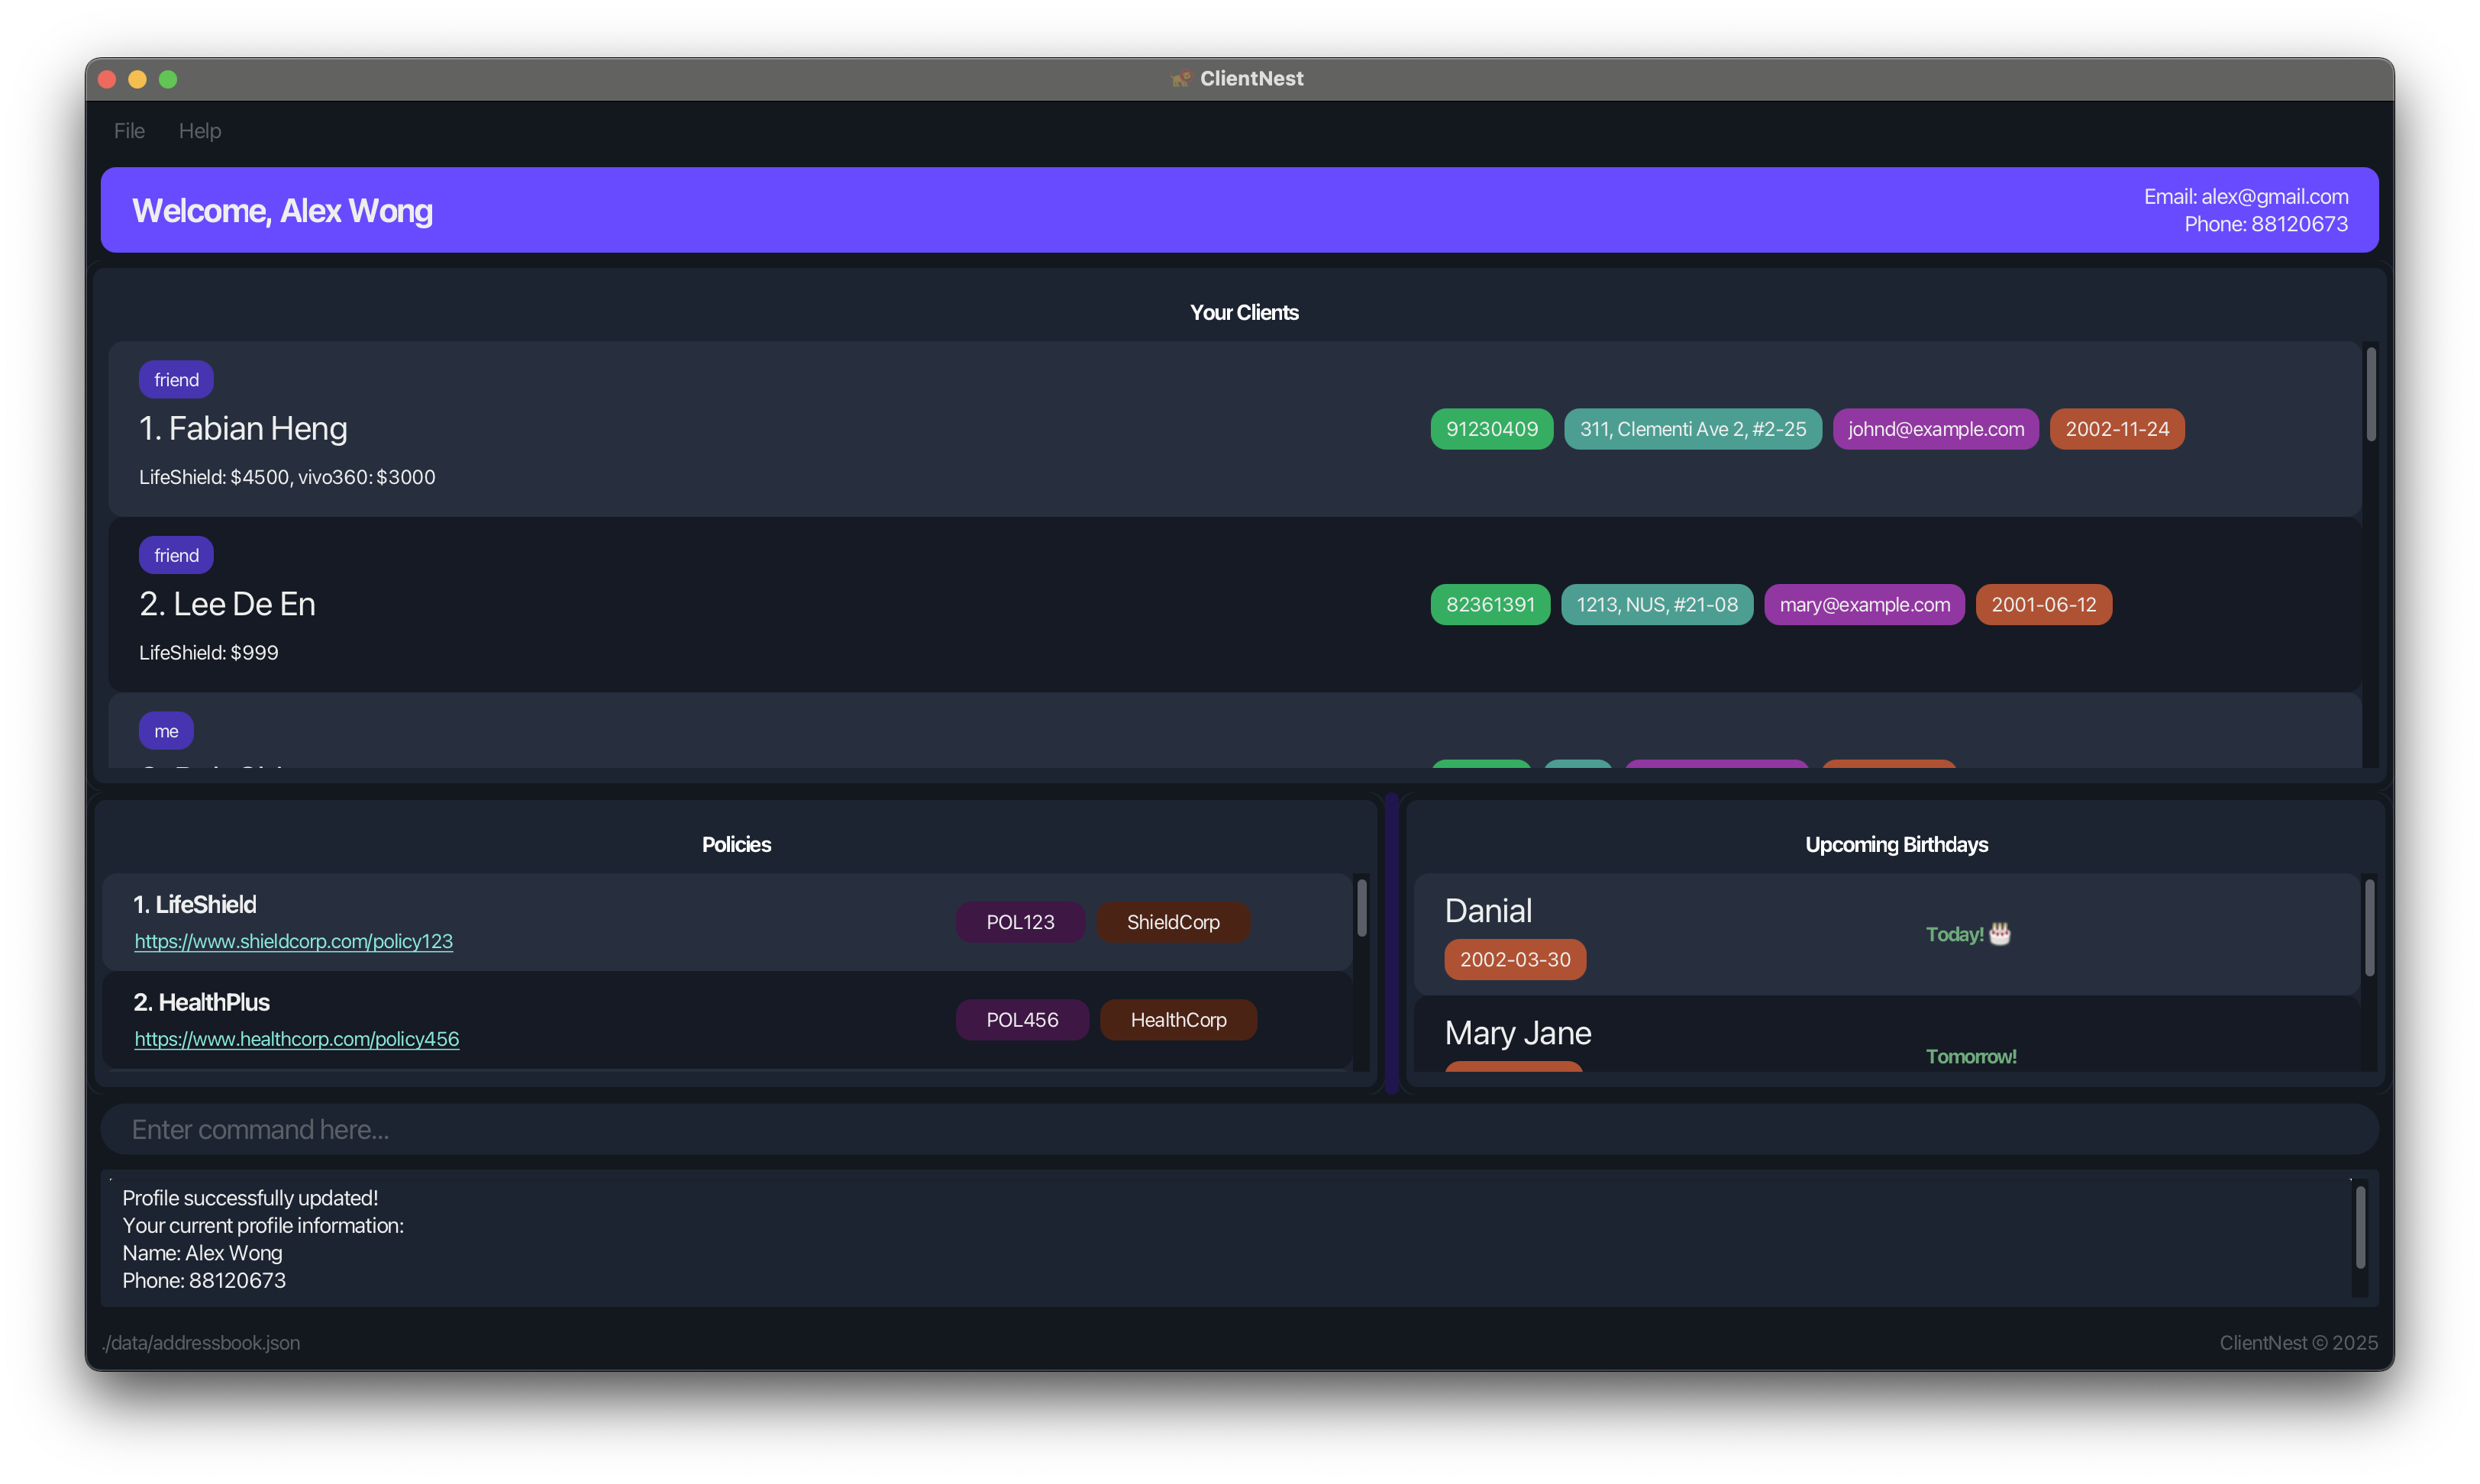 ClientNest
File Help
Welcome, Alex Wong
Email: alex@gmail.com
Phone: 88120673
Your Clients
friend
1. Fabian Heng
LifeShield: $4500, vivo360: $3000
91230409 311, Clementi Ave 2, #2-25 johnd@example.com 2002-11-24
friend
2. Lee De En
LifeShield: $999
82361391 1213, NUS, #21-08 mary@example.com 2001-06-12
me
Policies
1. LifeShield
https://www.shieldcorp.com/policy123
POL123 ShieldCorp
2. HealthPlus
https://www.healthcorp.com/policy456
POL456 HealthCorp
Upcoming Birthdays
Danial
2002-03-30
Today!
Mary Jane
Tomorrow!
Enter command here...
Profile successfully updated!
Your current profile information:
Name: Alex Wong
Phone: 88120673
./data/addressbook.json
ClientNest © 2025